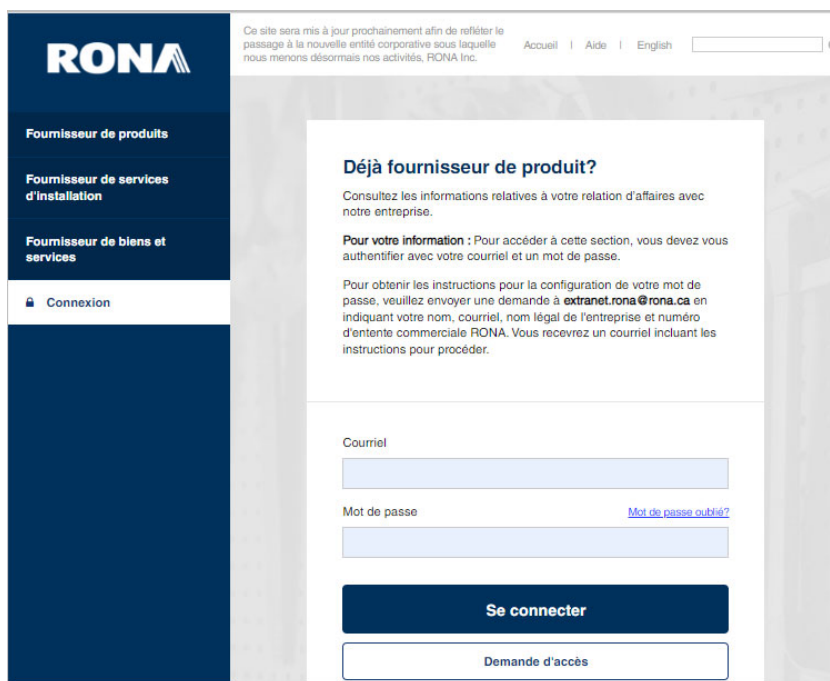 RONA
Ce site sera mis à jour prochainement afin de refléter le
passage à la nouvelle entité corporative sous laquelle
nous menons désormais nos activités, RONA Inc.
Accueil | Aide | English
Fournisseur de produits
Fournisseur de services
d'installation
Fournisseur de biens et
services
Connexion
Déjà fournisseur de produit?
Consultez les informations relatives à votre relation d'affaires avec
notre entreprise.
Pour votre information : Pour accéder à cette section, vous devez vous
authentifier avec votre courriel et un mot de passe.
Pour obtenir les instructions pour la configuration de votre mot de
passe, veuillez envoyer une demande à extranet.rona@rona.ca en
indiquant votre nom, courriel, nom légal de l'entreprise et numéro
d'entente commerciale RONA. Vous recevrez un courriel incluant les
instructions pour procéder.
Courriel
Mot de passe
Mot de passe oublié?
Se connecter
Demande d'accès